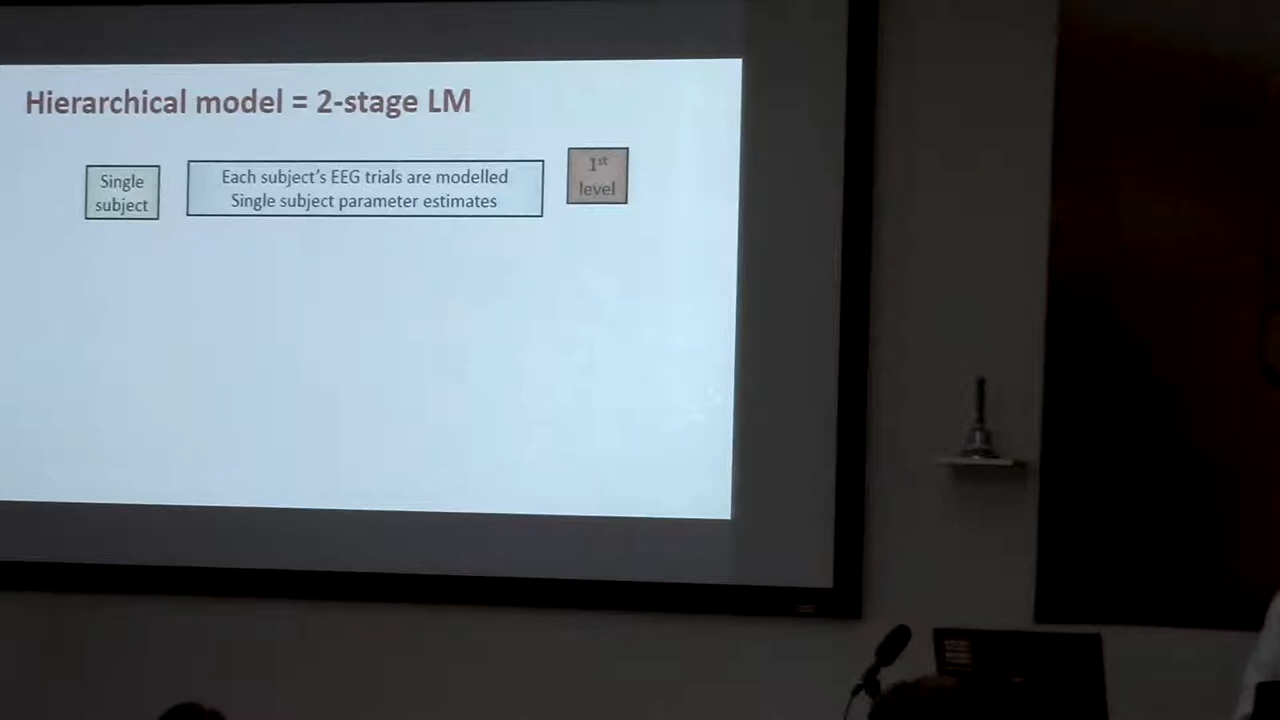 Hierarchical model = 2-stage LM
Single
subject
Each subject's EEG trials are modelled
Single subject parameter estimates
1st
level